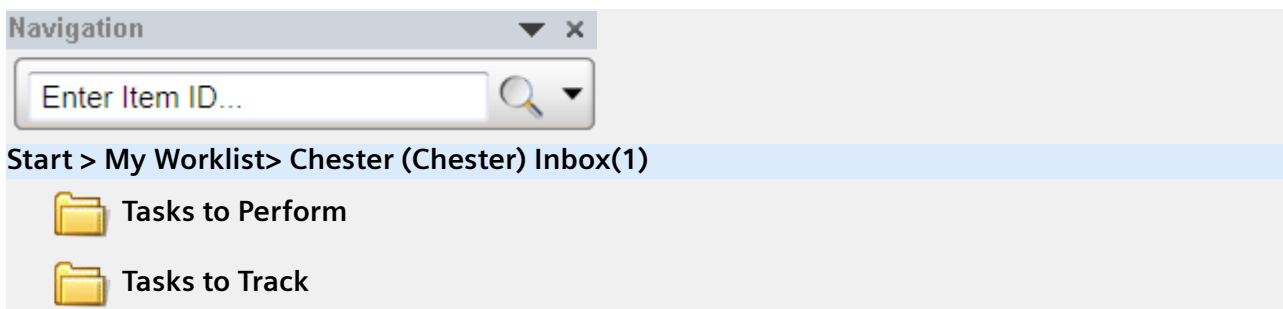 Navigation
Enter Item ID...
Start > My Worklist> Chester (Chester) Inbox(1)
Tasks to Perform
Tasks to Track